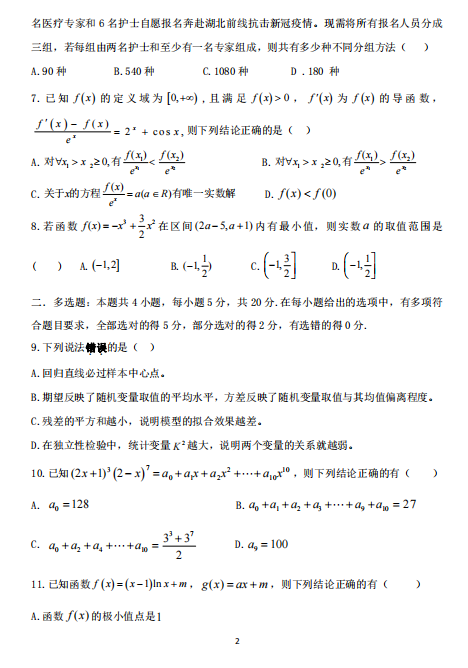 名医疗专家和 6 名护士自愿报名奔赴湖北前线抗击新冠疫情。现需将所有报名人员分成
三组，若每组由两名护士和至少有一名专家组成，则共有多少种不同分组方法（ ）
A.90 种 B.540 种 C.1080 种 D .180 种
7.已知 f(x) 的定义域为 [0,+∞)，且满足 f(x)>0 ， f′(x) 为 f(x) 的导函数，
(f′(x)−f(x))/e^x = 2^x + cos x, 则下列结论正确的是（ ）
A. 对∀x₁ > x₂ ≥0,有 f(x₁)/e^x₁ < f(x₂)/e^x₂ B. 对∀x₁ > x₂ ≥0,有 f(x₁)/e^x₁ > f(x₂)/e^x₂
C. 关于x的方程 f(x)/e^x = a(a∈R)有唯一实数解 D. f(x)<f(0)
8.若函数 f(x)=−x³+3/2x² 在区间(2a−5,a+1)内有最小值，则实数a的取值范围是
（ ） A. (−1,2] B. (−1,1/2) C. (−1,3/2] D. (−1,1/2]
二．多选题：本题共 4 小题，每小题 5 分，共 20 分.在每小题给出的选项中，有多项符
合题目要求，全部选对的得 5 分，部分选对的得 2 分，有选错的得 0 分.
9.下列说法错误的是（ ）
A.回归直线必过样本中心点。
B.期望反映了随机变量取值的平均水平，方差反映了随机变量取值与其均值偏离程度。
C.残差的平方和越小，说明模型的拟合效果越差。
D.在独立性检验中，统计变量K²越大，说明两个变量的关系就越弱。
10.已知(2x+1)³(2−x)⁷=a₀+a₁x+a₂x²+⋯+a₁₀x¹⁰，则下列结论正确的有（ ）
A. a₀=128 B. a₀+a₁+a₂+a₃+⋯+a₉+a₁₀=27
C. a₀+a₂+a₄+⋯+a₁₀=(3³+3⁷)/2 D. a₉=100
11.已知函数f(x)=(x−1)ln x+m，g(x)=ax+m，则下列结论正确的有（ ）
A.函数f(x)的极小值点是1
2